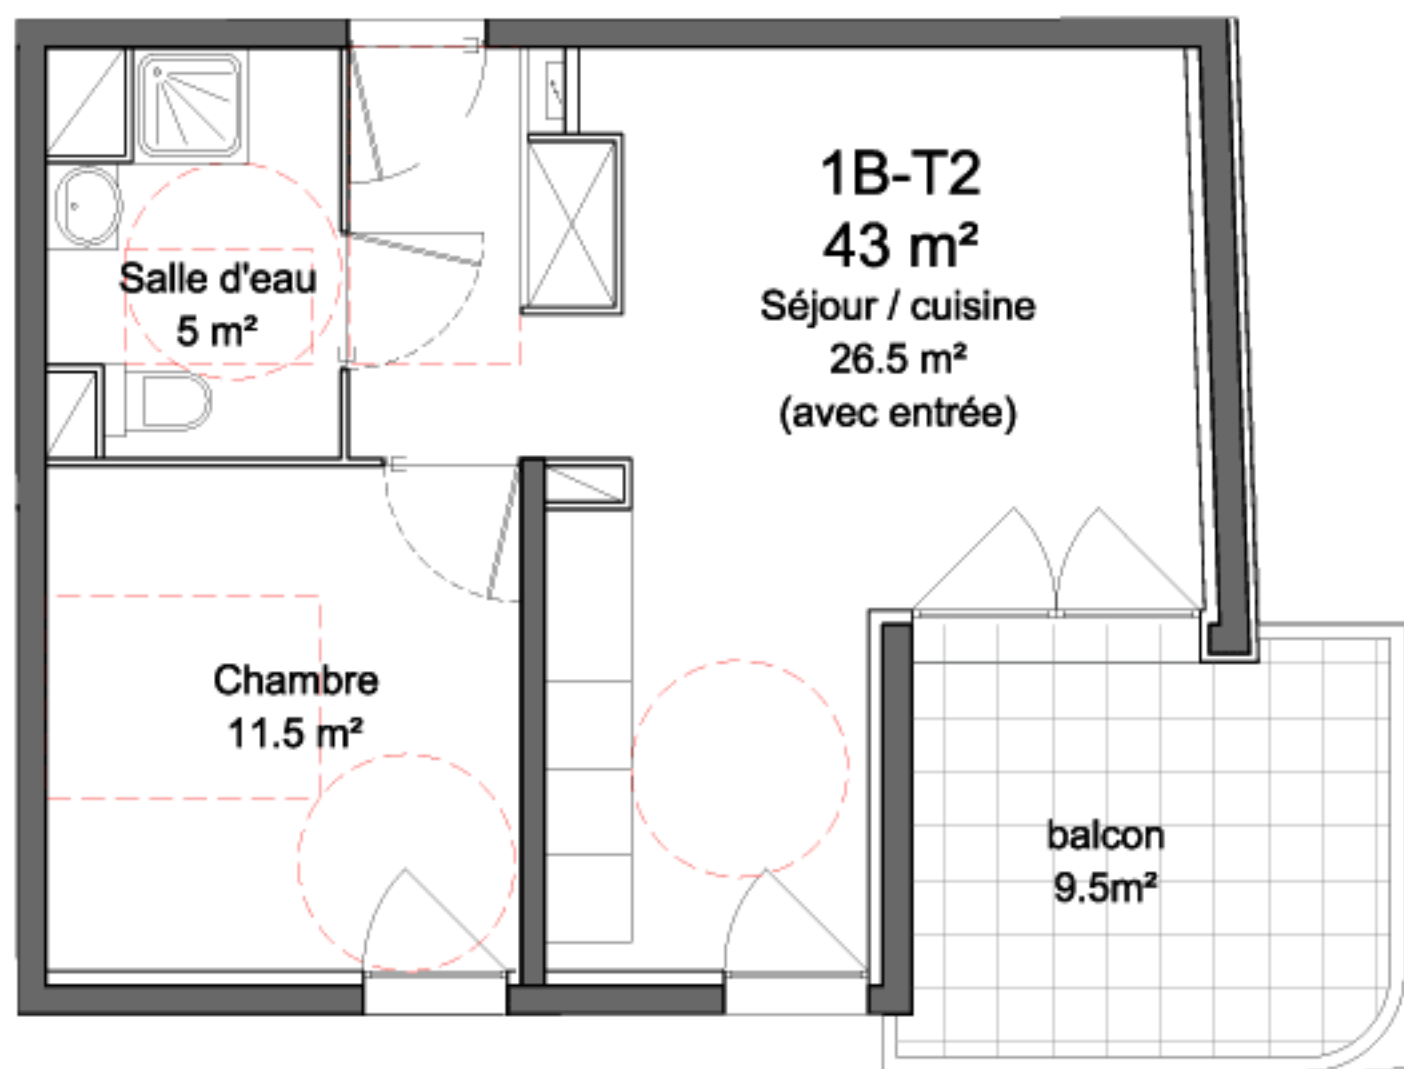 1B-T2
43 m²
Séjour / cuisine
26.5 m²
(avec entrée)
Salle d'eau
5 m²
Chambre
11.5 m²
balcon
9.5m²